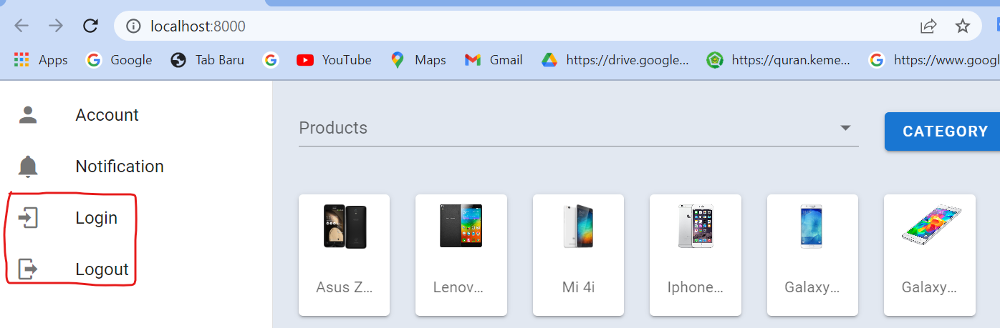 localhost:8000
Apps Google Tab Baru YouTube Maps Gmail https://drive.google... https://quran.keme... https://www.googl
Account
Notification
Login
Logout
Products
CATEGORY
Asus Z... Lenov... Mi 4i Iphone... Galaxy... Galaxy...